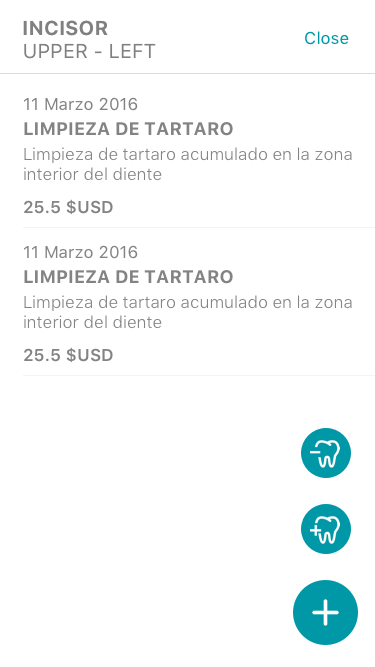 INCISOR
UPPER - LEFT
Close
11 Marzo 2016
LIMPIEZA DE TARTARO
Limpieza de tartaro acumulado en la zona
interior del diente
25.5 $USD
11 Marzo 2016
LIMPIEZA DE TARTARO
Limpieza de tartaro acumulado en la zona
interior del diente
25.5 $USD